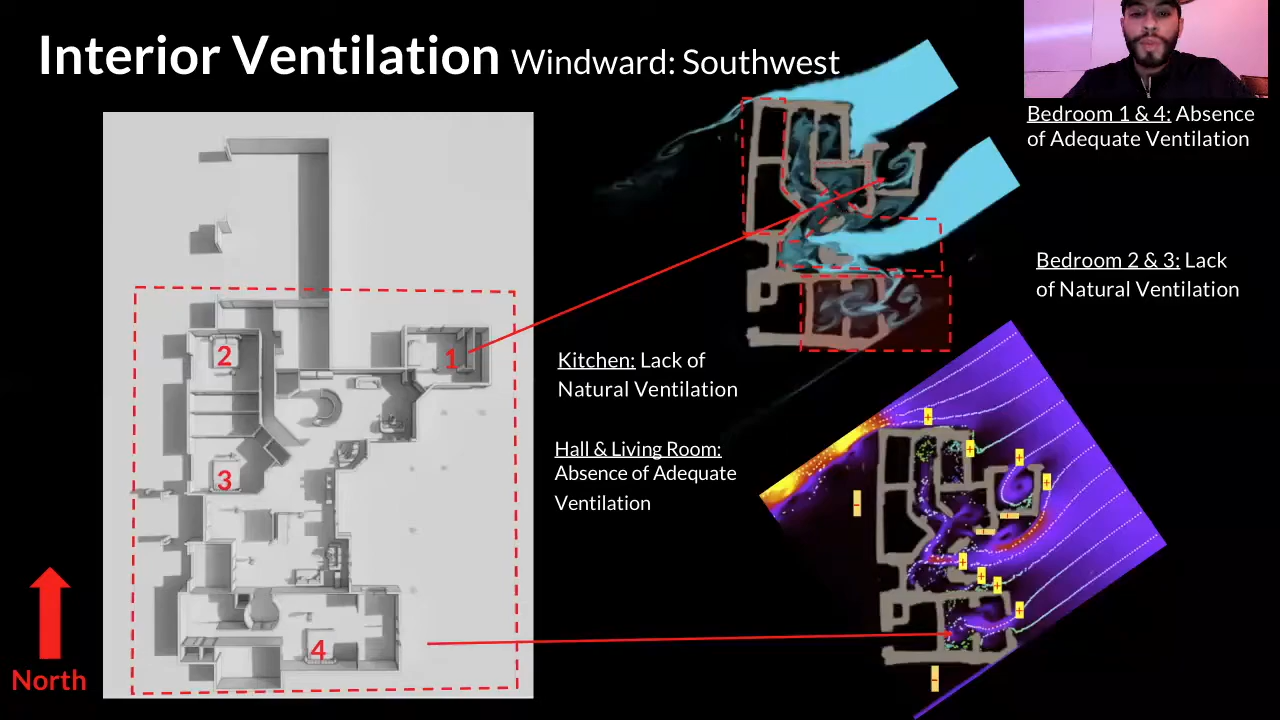 Interior Ventilation Windward: Southwest
Bedroom 1 & 4: Absence
of Adequate Ventilation
Bedroom 2 & 3: Lack
of Natural Ventilation
Kitchen: Lack of
Natural Ventilation
Hall & Living Room:
Absence of Adequate
Ventilation
2
1
3
4
North
+
+
+
+
-
-
-
+
+
+
+
-